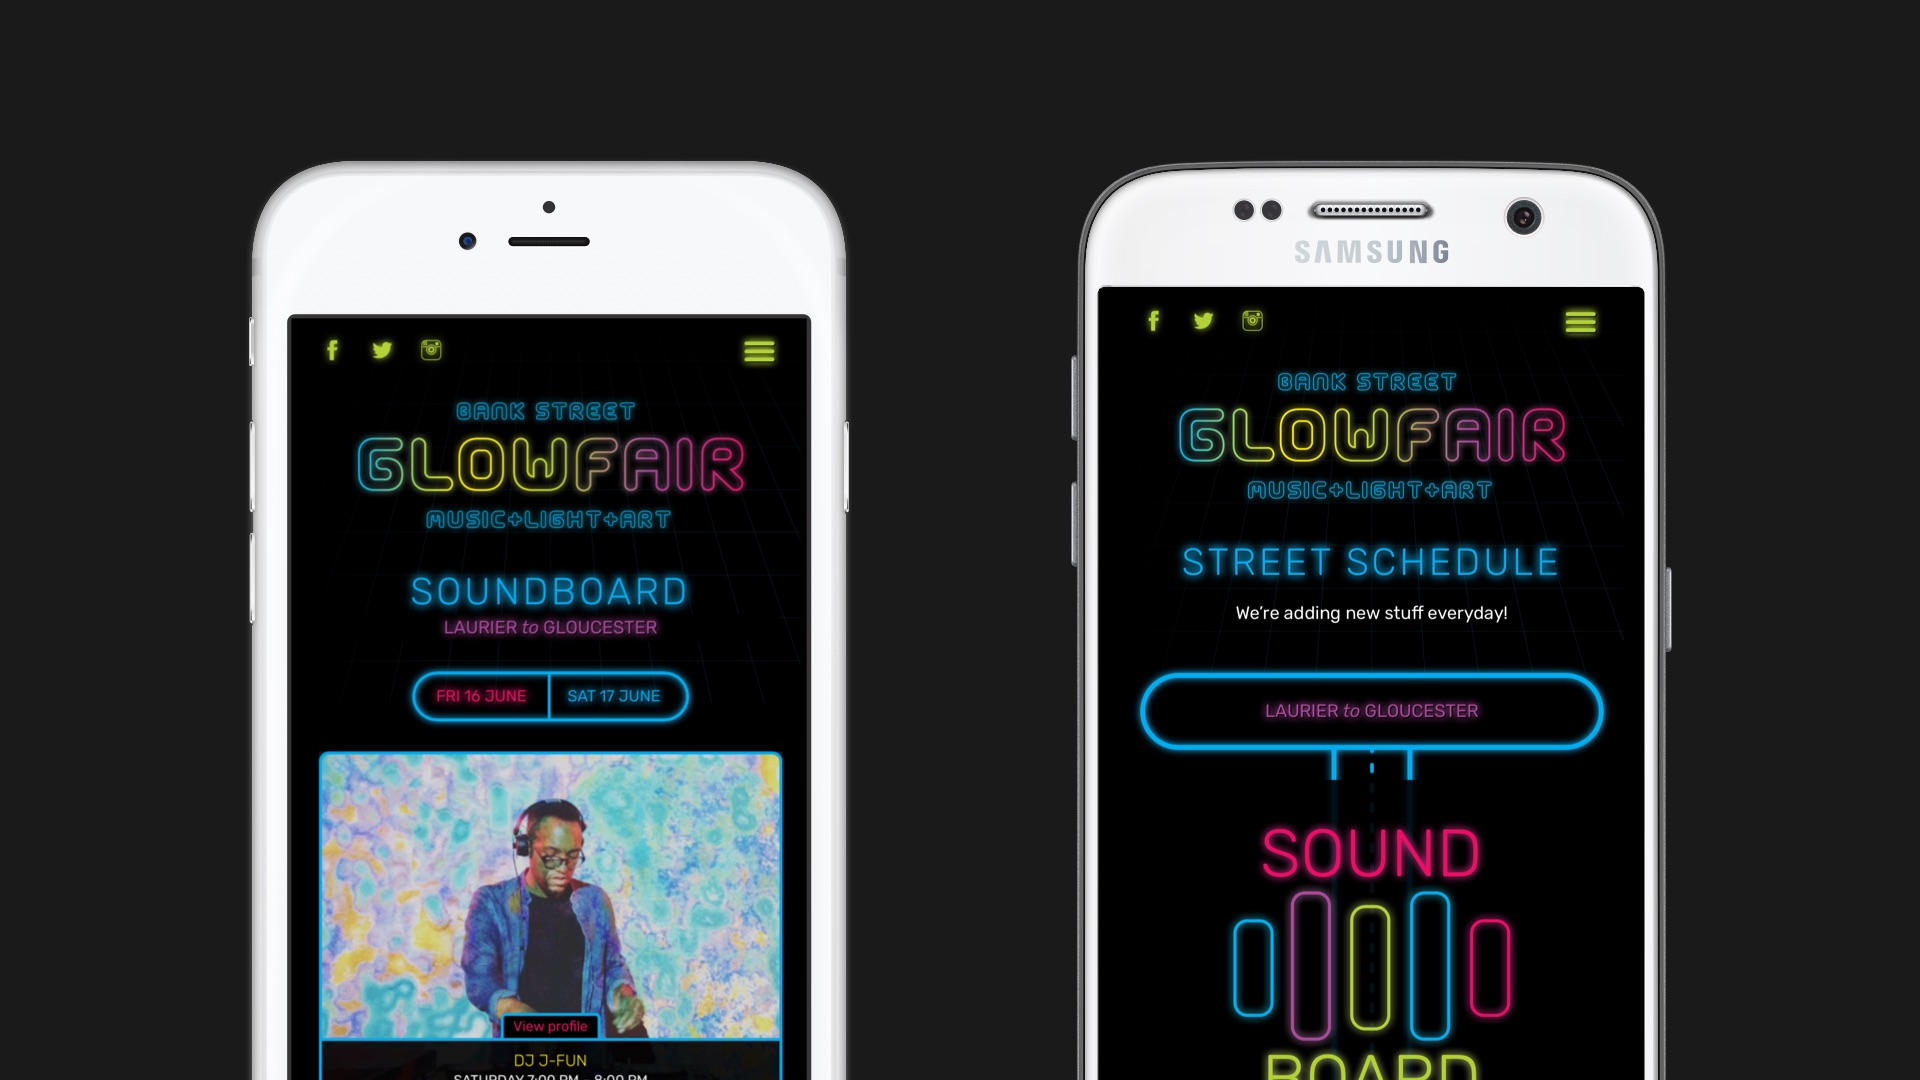 BANK STREET
GLOWFAIR
MUSIC+LIGHT+ART
SOUNDBOARD
LAURIER to GLOUCESTER
FRI 16 JUNE
SAT 17 JUNE
View profile
DJ J-FUN
SATURDAY 7:00 PM – 8:00 PM
SAMSUNG
BANK STREET
GLOWFAIR
MUSIC+LIGHT+ART
STREET SCHEDULE
We're adding new stuff everyday!
LAURIER to GLOUCESTER
SOUND
BOARD